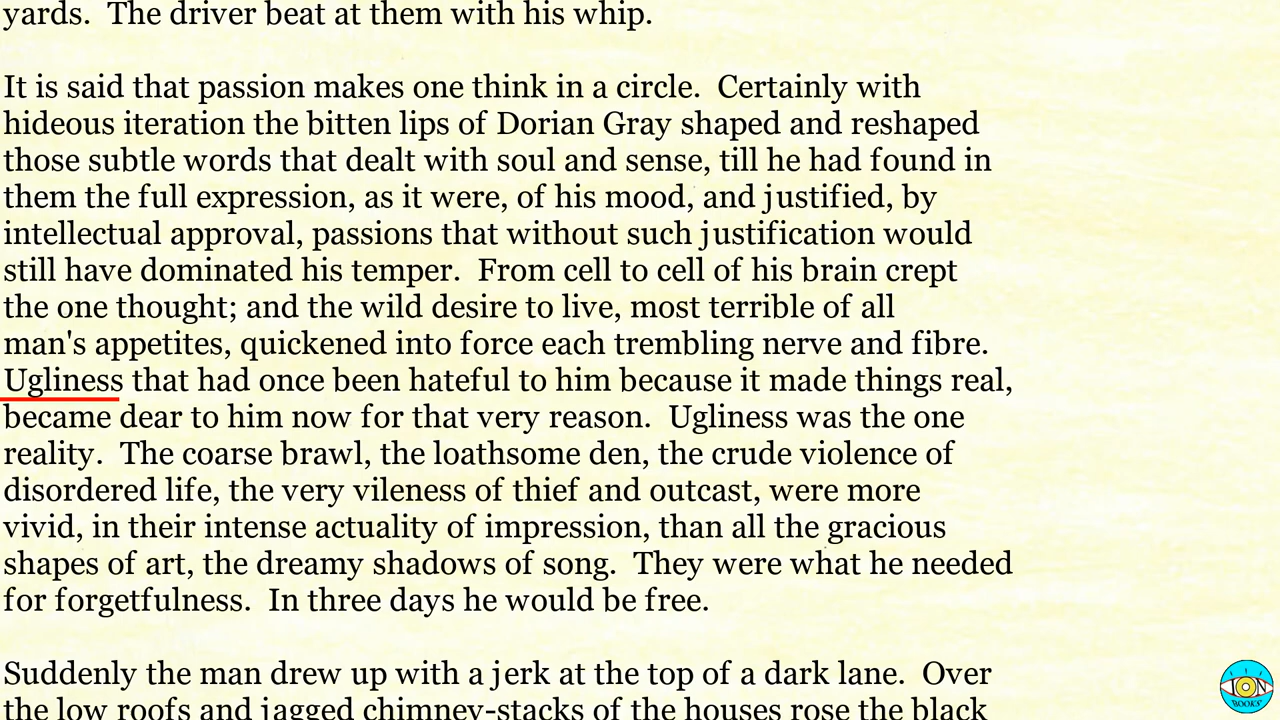 yards.  The driver beat at them with his whip.
It is said that passion makes one think in a circle.  Certainly with
hideous iteration the bitten lips of Dorian Gray shaped and reshaped
those subtle words that dealt with soul and sense, till he had found in
them the full expression, as it were, of his mood, and justified, by
intellectual approval, passions that without such justification would
still have dominated his temper.  From cell to cell of his brain crept
the one thought; and the wild desire to live, most terrible of all
man's appetites, quickened into force each trembling nerve and fibre.
Ugliness that had once been hateful to him because it made things real,
became dear to him now for that very reason.  Ugliness was the one
reality.  The coarse brawl, the loathsome den, the crude violence of
disordered life, the very vileness of thief and outcast, were more
vivid, in their intense actuality of impression, than all the gracious
shapes of art, the dreamy shadows of song.  They were what he needed
for forgetfulness.  In three days he would be free.
Suddenly the man drew up with a jerk at the top of a dark lane.  Over
the low roofs and jagged chimney-stacks of the houses rose the black
BOOKS